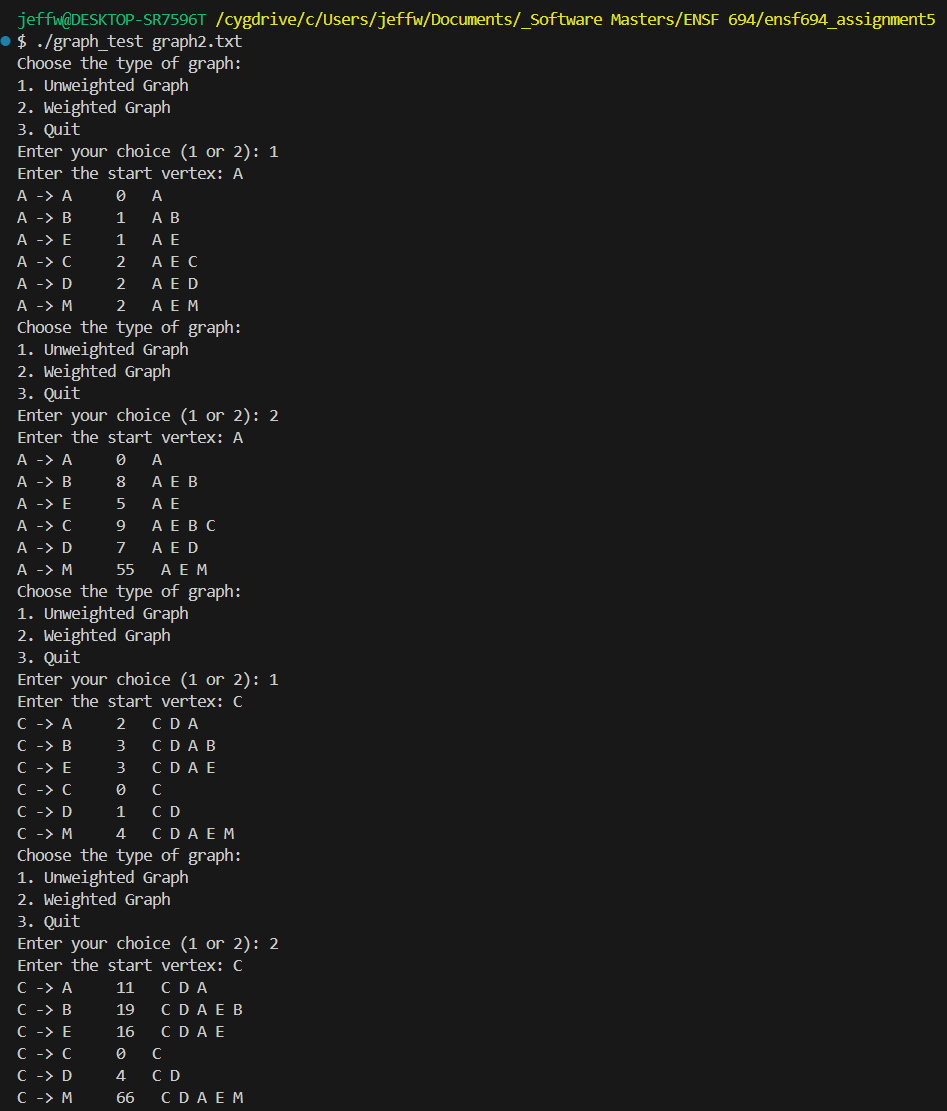 jeffw@DESKTOP-SR7596T /cygdrive/c/Users/jeffw/Documents/_Software Masters/ENSF 694/ensf694_assignment5
$ ./graph_test graph2.txt
Choose the type of graph:
1. Unweighted Graph
2. Weighted Graph
3. Quit
Enter your choice (1 or 2): 1
Enter the start vertex: A
A -> A     0   A
A -> B     1   A B
A -> E     1   A E
A -> C     2   A E C
A -> D     2   A E D
A -> M     2   A E M
Choose the type of graph:
1. Unweighted Graph
2. Weighted Graph
3. Quit
Enter your choice (1 or 2): 2
Enter the start vertex: A
A -> A     0   A
A -> B     8   A E B
A -> E     5   A E
A -> C     9   A E B C
A -> D     7   A E D
A -> M     55   A E M
Choose the type of graph:
1. Unweighted Graph
2. Weighted Graph
3. Quit
Enter your choice (1 or 2): 1
Enter the start vertex: C
C -> A     2   C D A
C -> B     3   C D A B
C -> E     3   C D A E
C -> C     0   C
C -> D     1   C D
C -> M     4   C D A E M
Choose the type of graph:
1. Unweighted Graph
2. Weighted Graph
3. Quit
Enter your choice (1 or 2): 2
Enter the start vertex: C
C -> A     11   C D A
C -> B     19   C D A E B
C -> E     16   C D A E
C -> C     0   C
C -> D     4   C D
C -> M     66   C D A E M